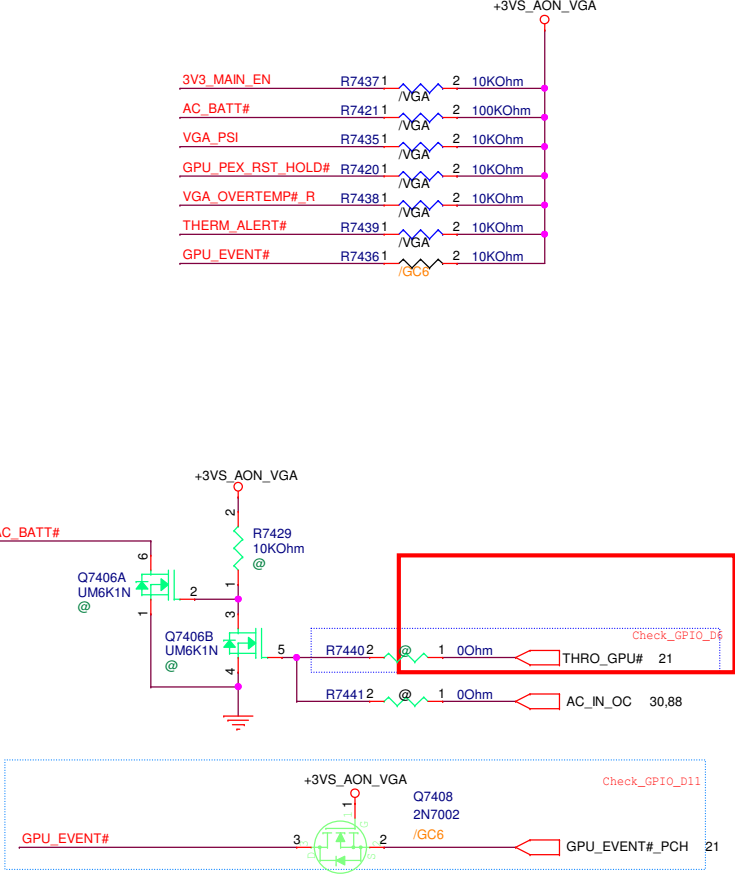 +3VS_AON_VGA
3V3_MAIN_EN R7437 1 2 10KOhm
/VGA
AC_BATT# R7421 1 2 100KOhm
/VGA
VGA_PSI R7435 1 2 10KOhm
/VGA
GPU_PEX_RST_HOLD# R7420 1 2 10KOhm
/VGA
VGA_OVERTEMP#_R R7438 1 2 10KOhm
/VGA
THERM_ALERT# R7439 1 2 10KOhm
/VGA
GPU_EVENT# R7436 1 2 10KOhm
/GC6
+3VS_AON_VGA
AC_BATT#
2
R7429
10KOhm
@
1
6
Q7406A
UM6K1N
@
2
1
3
Q7406B
UM6K1N
@
5
4
Check_GPIO_D6
R7440 2 @ 1 0Ohm
THRO_GPU# 21
R7441 2 @ 1 0Ohm
AC_IN_OC 30,88
+3VS_AON_VGA
Check_GPIO_D11
1
Q7408
2N7002
/GC6
G
GPU_EVENT# 3 D S 2 GPU_EVENT#_PCH 21